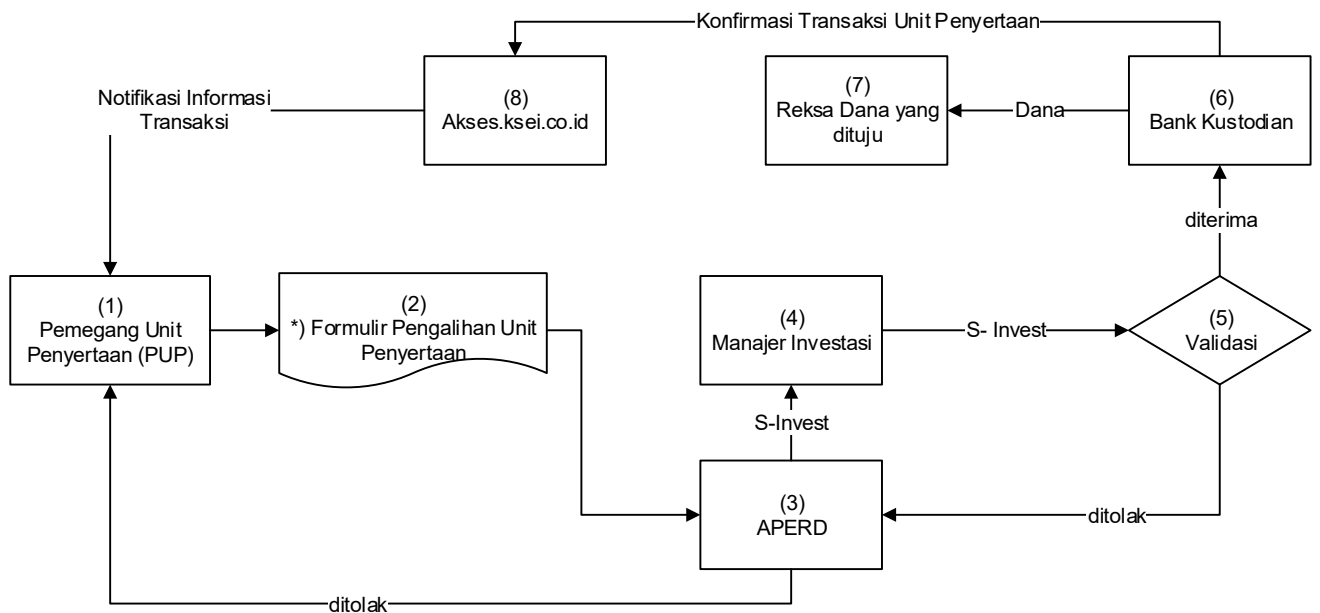 Konfirmasi Transaksi Unit Penyertaan
Notifikasi Informasi
Transaksi
(8)
Akses.ksei.co.id
(7)
Reksa Dana yang
dituju
Dana
(6)
Bank Kustodian
diterima
(1)
Pemegang Unit
Penyertaan (PUP)
(2)
*) Formulir Pengalihan Unit
Penyertaan
(4)
Manajer Investasi
S- Invest
(5)
Validasi
S-Invest
(3)
APERD
ditolak
ditolak